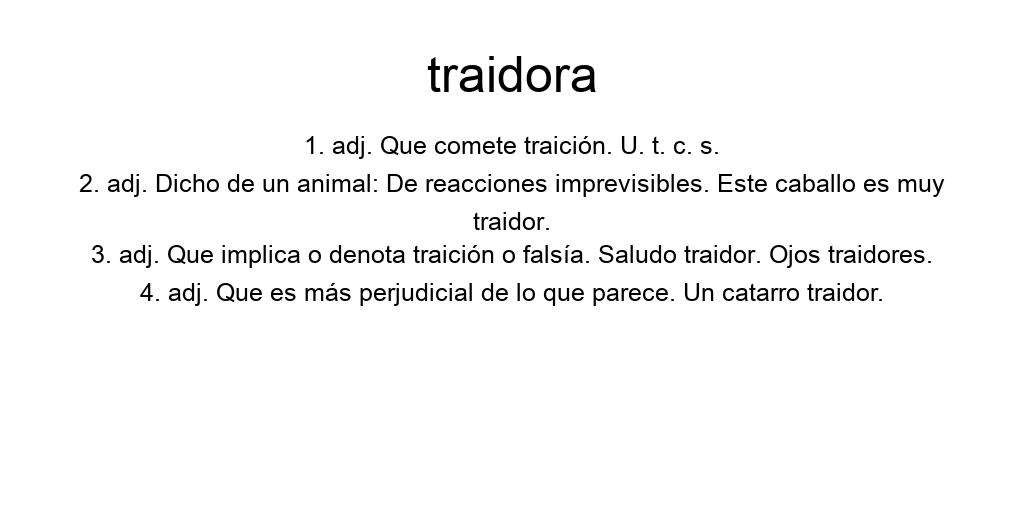 traidora
1. adj. Que comete traición. U. t. c. s.
2. adj. Dicho de un animal: De reacciones imprevisibles. Este caballo es muy
traidor.
3. adj. Que implica o denota traición o falsía. Saludo traidor. Ojos traidores.
4. adj. Que es más perjudicial de lo que parece. Un catarro traidor.